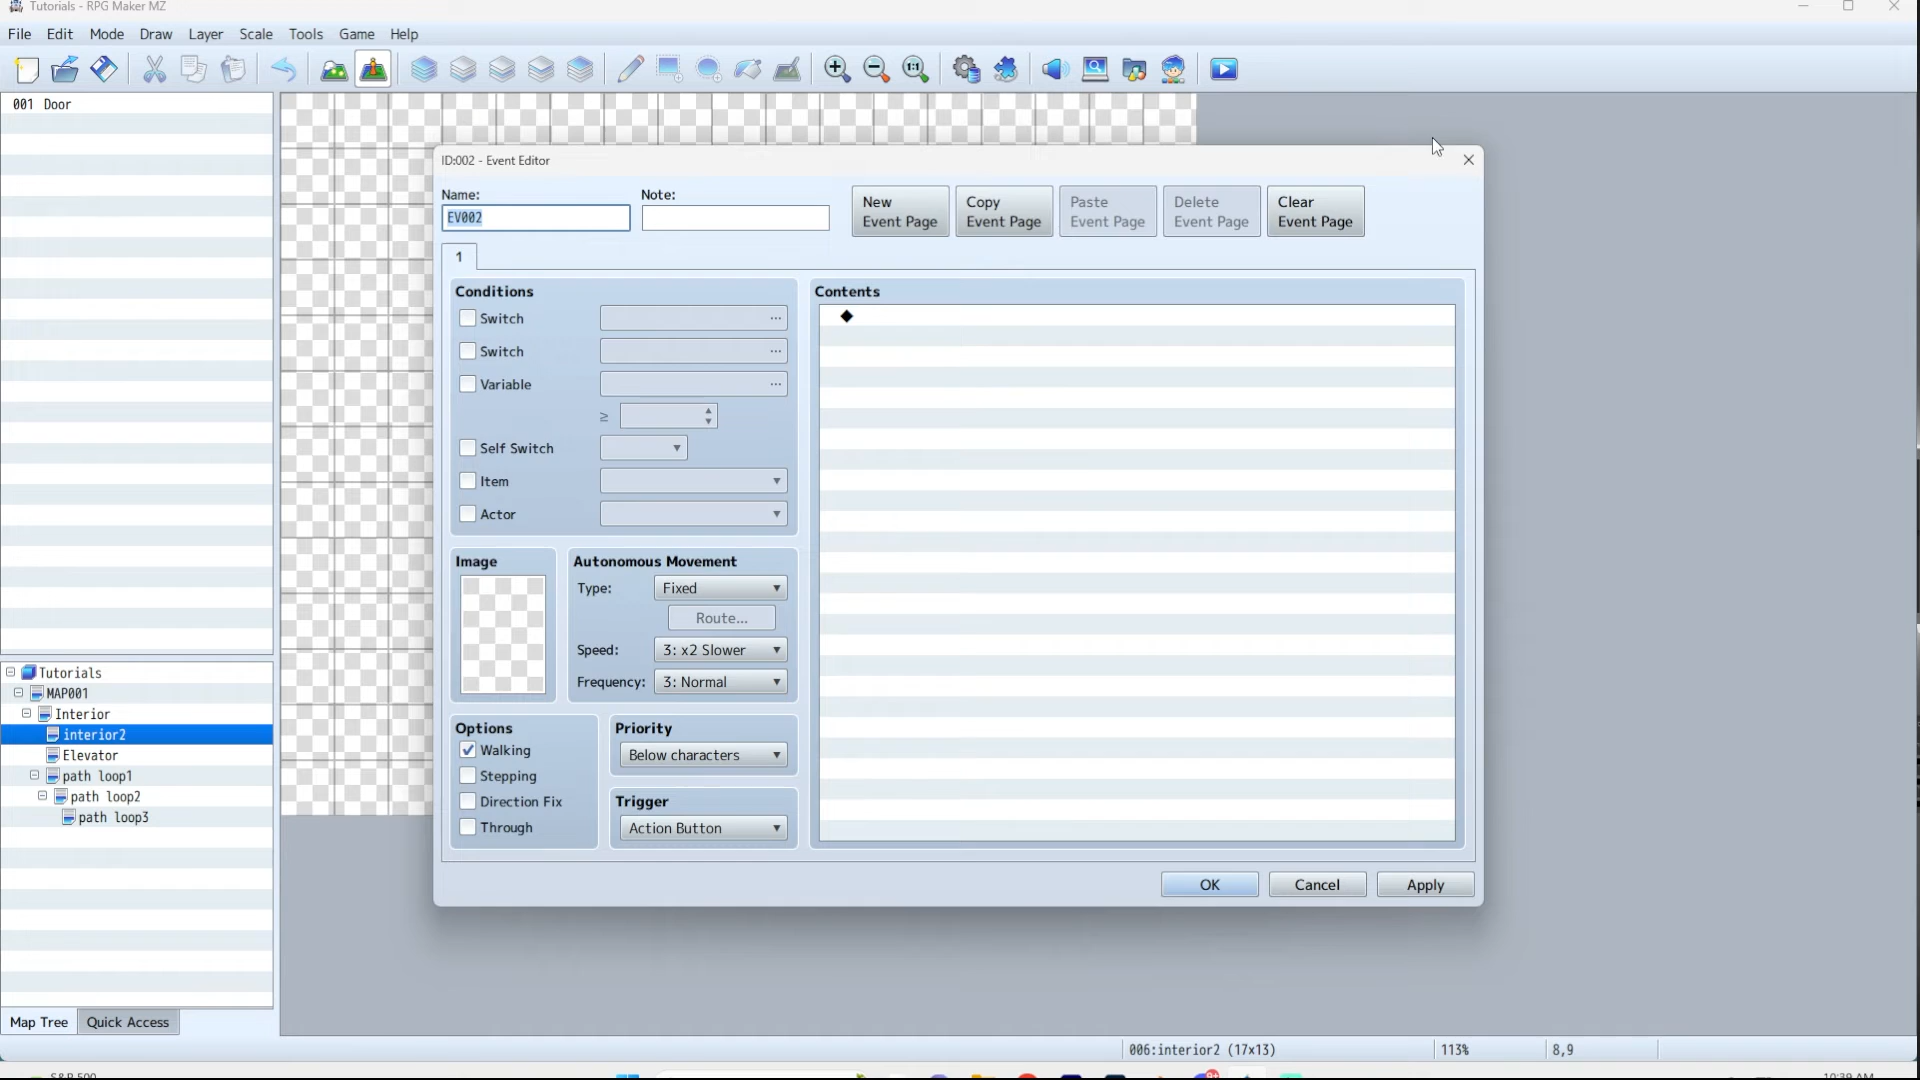 Tutorials - RPG Maker MZ
File Edit Mode Draw Layer Scale Tools Game Help
001 Door
ID:002 - Event Editor
Name:
EV002
Note:
New
Event Page
Copy
Event Page
Paste
Event Page
Delete
Event Page
Clear
Event Page
1
Conditions
Switch ...
Switch ...
Variable ...
≥
Self Switch
Item
Actor
Image
Autonomous Movement
Type: Fixed
Route...
Speed: 3: x2 Slower
Frequency: 3: Normal
Options
Walking
Stepping
Direction Fix
Through
Priority
Below characters
Trigger
Action Button
Contents
◆
OK Cancel Apply
Tutorials
MAP001
Interior
interior2
Elevator
path loop1
path loop2
path loop3
Map Tree Quick Access
006:interior2 (17x13) 113% 8,9
S&P 500
10:39 AM